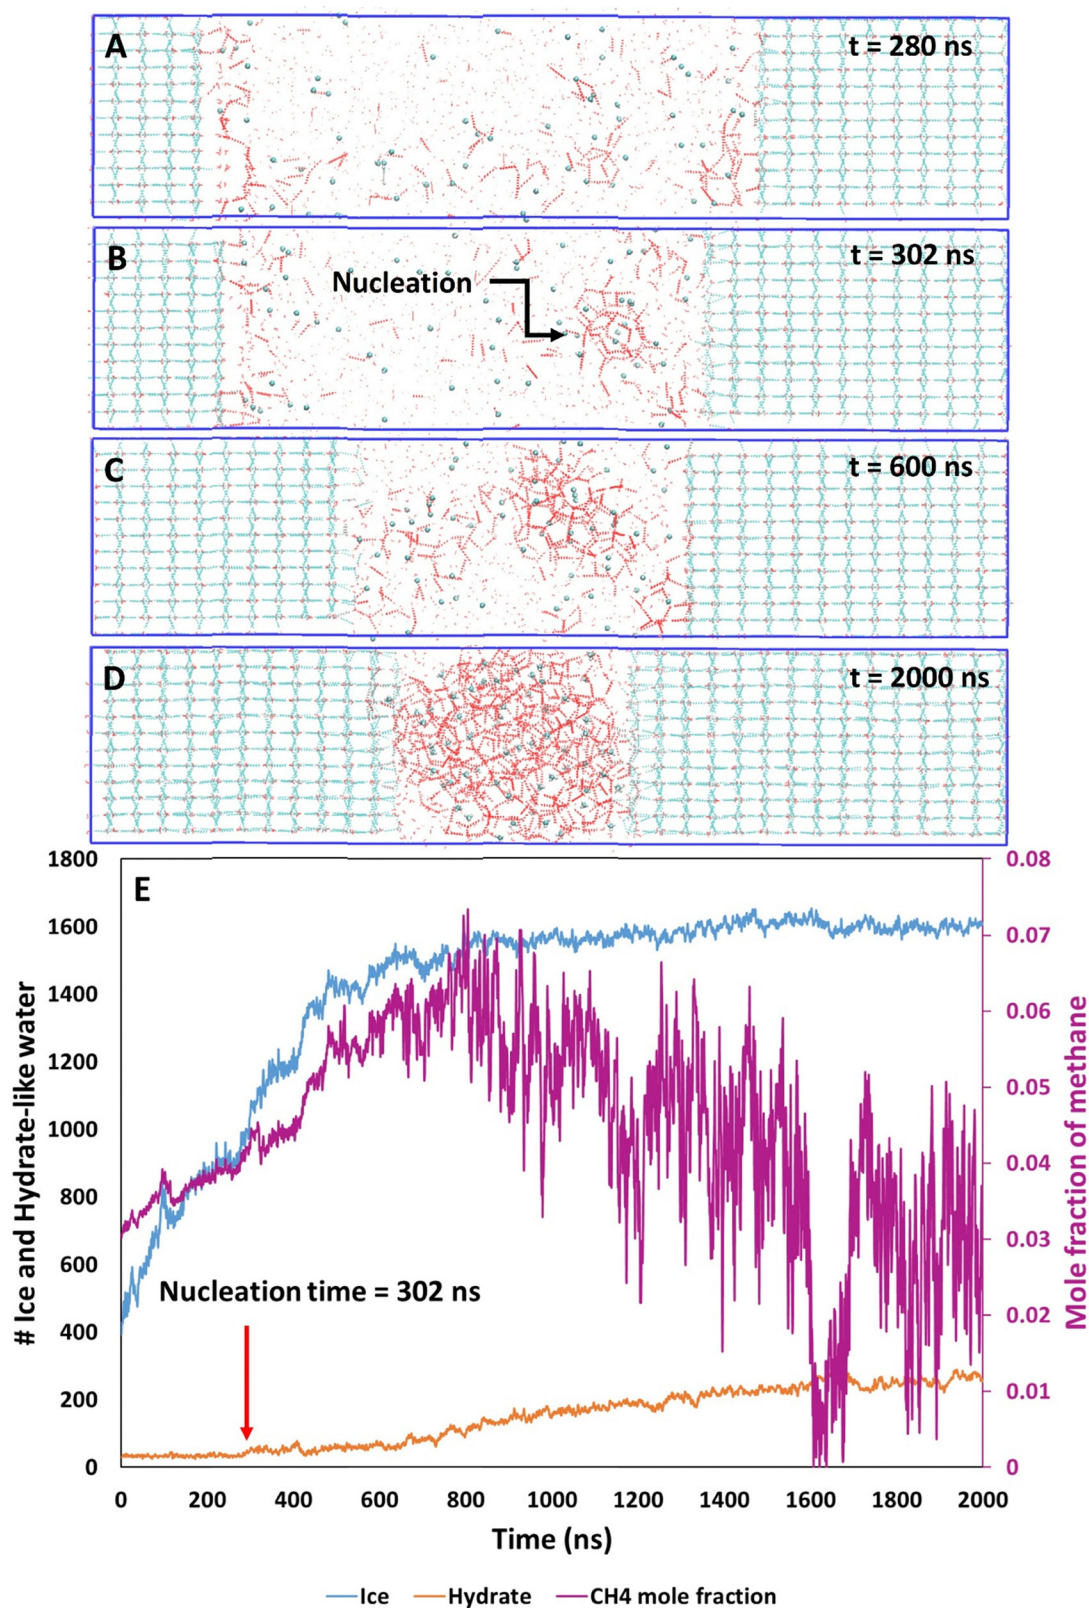 A
t = 280 ns
B
t = 302 ns
Nucleation
C
t = 600 ns
D
t = 2000 ns
E
1800
1600
1400
1200
1000
800
600
400
200
0
# Ice and Hydrate-like water
0.08
0.07
0.06
0.05
0.04
0.03
0.02
0.01
0
Mole fraction of methane
Nucleation time = 302 ns
0 200 400 600 800 1000 1200 1400 1600 1800 2000
Time (ns)
Ice Hydrate CH4 mole fraction